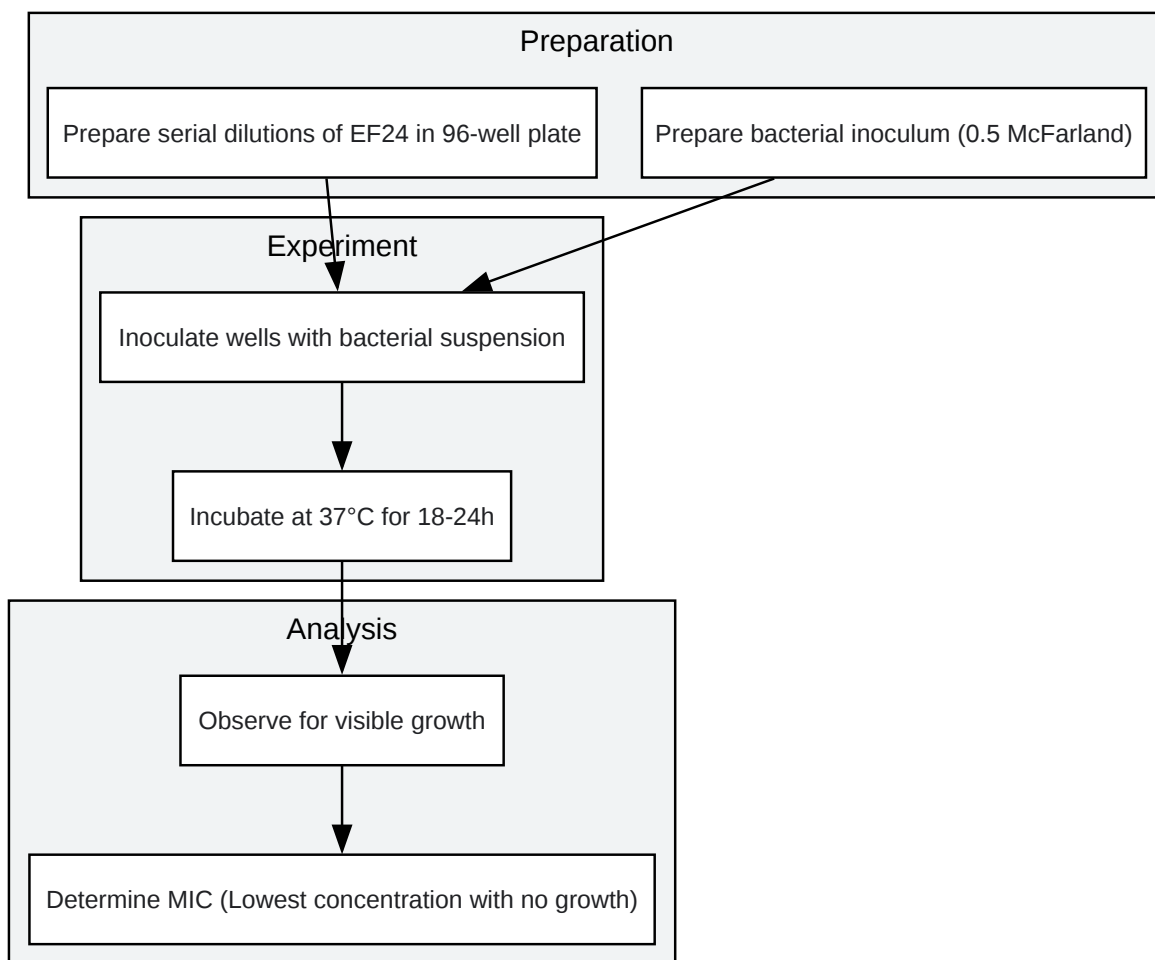 Preparation
Prepare serial dilutions of EF24 in 96-well plate
Prepare bacterial inoculum (0.5 McFarland)
Experiment
Inoculate wells with bacterial suspension
Incubate at 37°C for 18-24h
Analysis
Observe for visible growth
Determine MIC (Lowest concentration with no growth)